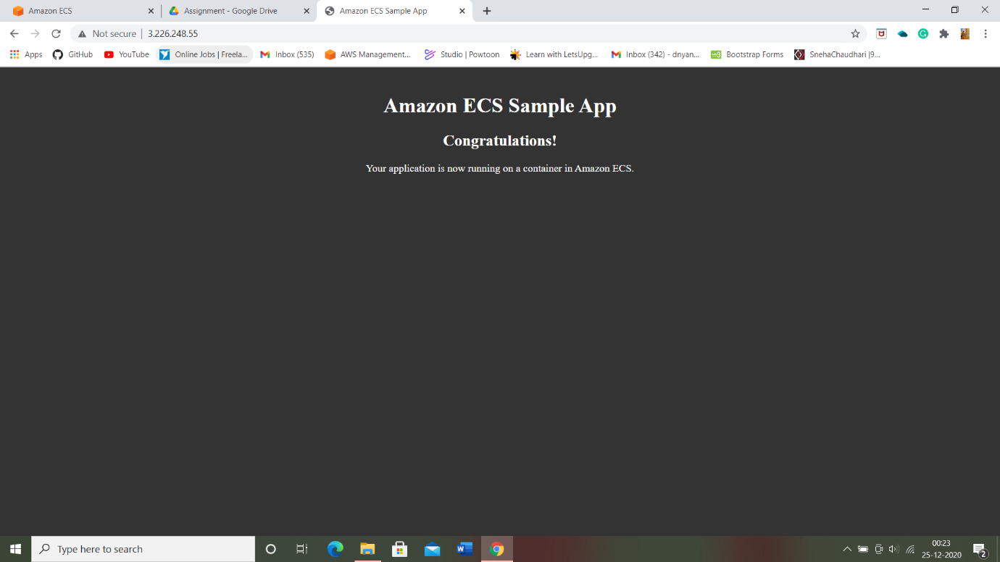 Amazon ECS
Assignment - Google Drive
Amazon ECS Sample App
Not secure
3.226.248.55
Apps
GitHub
YouTube
Online Jobs | Freela...
Inbox (535)
AWS Management...
Studio | Powtoon
Learn with LetsUpg...
Inbox (342) - dnyan...
Bootstrap Forms
SnehaChaudhari |9...
Amazon ECS Sample App
Congratulations!
Your application is now running on a container in Amazon ECS.
Type here to search
00:23
25-12-2020
2